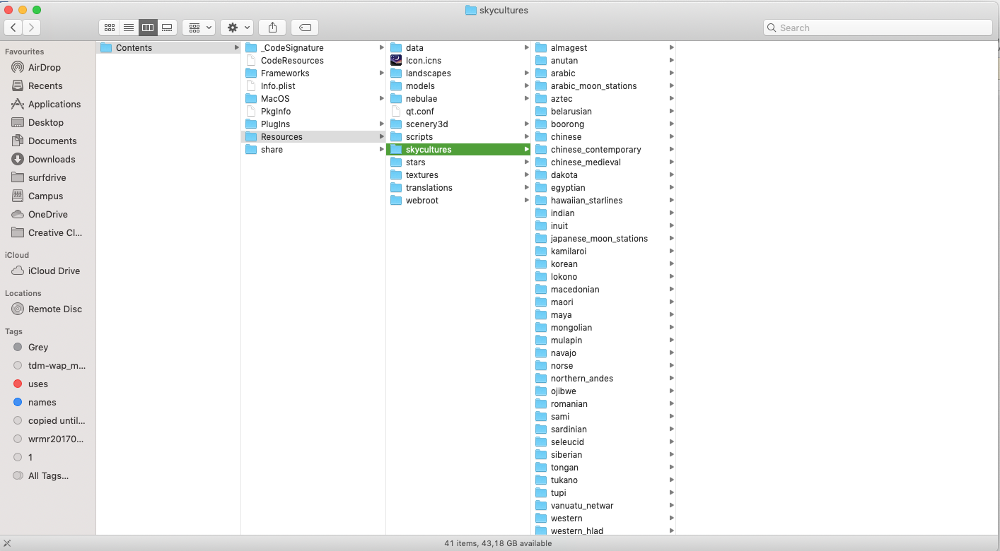 skycultures
Search
Favourites
AirDrop
Recents
Applications
Desktop
Documents
Downloads
surfdrive
Campus
OneDrive
Creative Cl...
iCloud
iCloud Drive
Locations
Remote Disc
Tags
Grey
tdm-wap_m...
uses
names
copied until...
wrmr20170...
1
All Tags...
Contents
_CodeSignature
CodeResources
Frameworks
Info.plist
MacOS
PkgInfo
PlugIns
Resources
share
data
Icon.icns
landscapes
models
nebulae
qt.conf
scenery3d
scripts
skycultures
stars
textures
translations
webroot
almagest
anutan
arabic
arabic_moon_stations
aztec
belarusian
boorong
chinese
chinese_contemporary
chinese_medieval
dakota
egyptian
hawaiian_starlines
indian
inuit
japanese_moon_stations
kamilaroi
korean
lokono
macedonian
maori
maya
mongolian
mulapin
navajo
norse
northern_andes
ojibwe
romanian
sami
sardinian
seleucid
siberian
tongan
tukano
tupi
vanuatu_netwar
western
western_hlad
41 items, 43,18 GB available